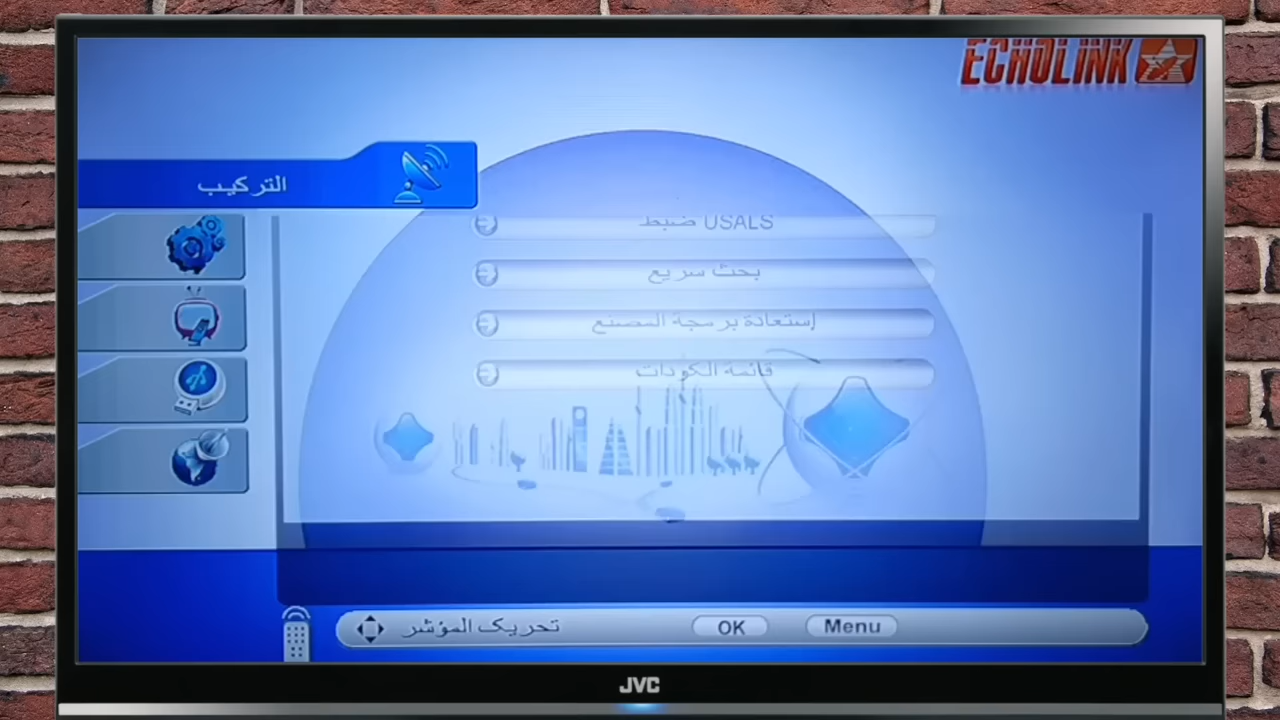 ECHOLINK
التركيب
ضبط USALS
بحث سريع
إستعادة برمجة المصنع
قائمة الكودات
تحريك المؤشر
OK
Menu
JVC